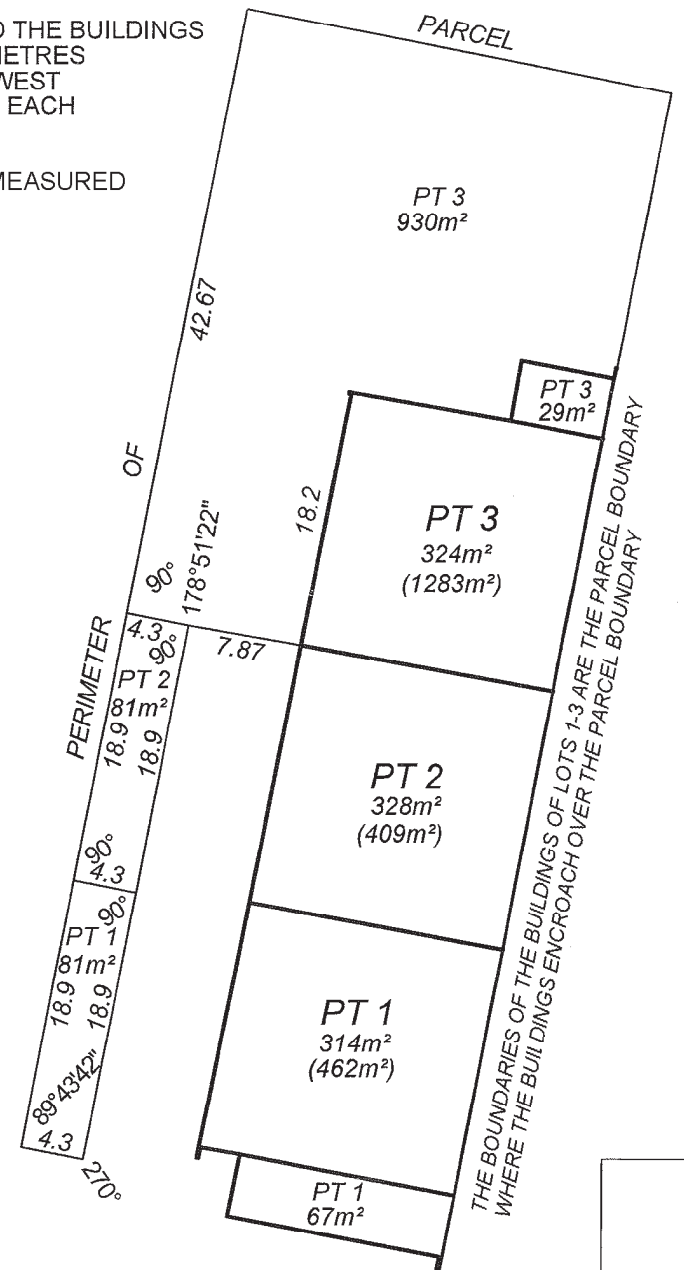 D THE BUILDINGS
METRES
WEST
EACH
MEASURED
PARCEL
PT 3
930m²
42.67
PT 3
29m²
OF
18.2
PT 3
324m²
(1283m²)
90°
178°51'22"
PERIMETER
4.3
90°
7.87
PT 2
81m²
18.9
18.9
PT 2
328m²
(409m²)
90°
4.3
90°
PT 1
81m²
18.9
18.9
PT 1
314m²
(462m²)
89°43'42"
4.3
270°
PT 1
67m²
THE BOUNDARIES OF THE BUILDINGS OF LOTS 1-3 ARE THE PARCEL BOUNDARY
WHERE THE BUILDINGS ENCROACH OVER THE PARCEL BOUNDARY